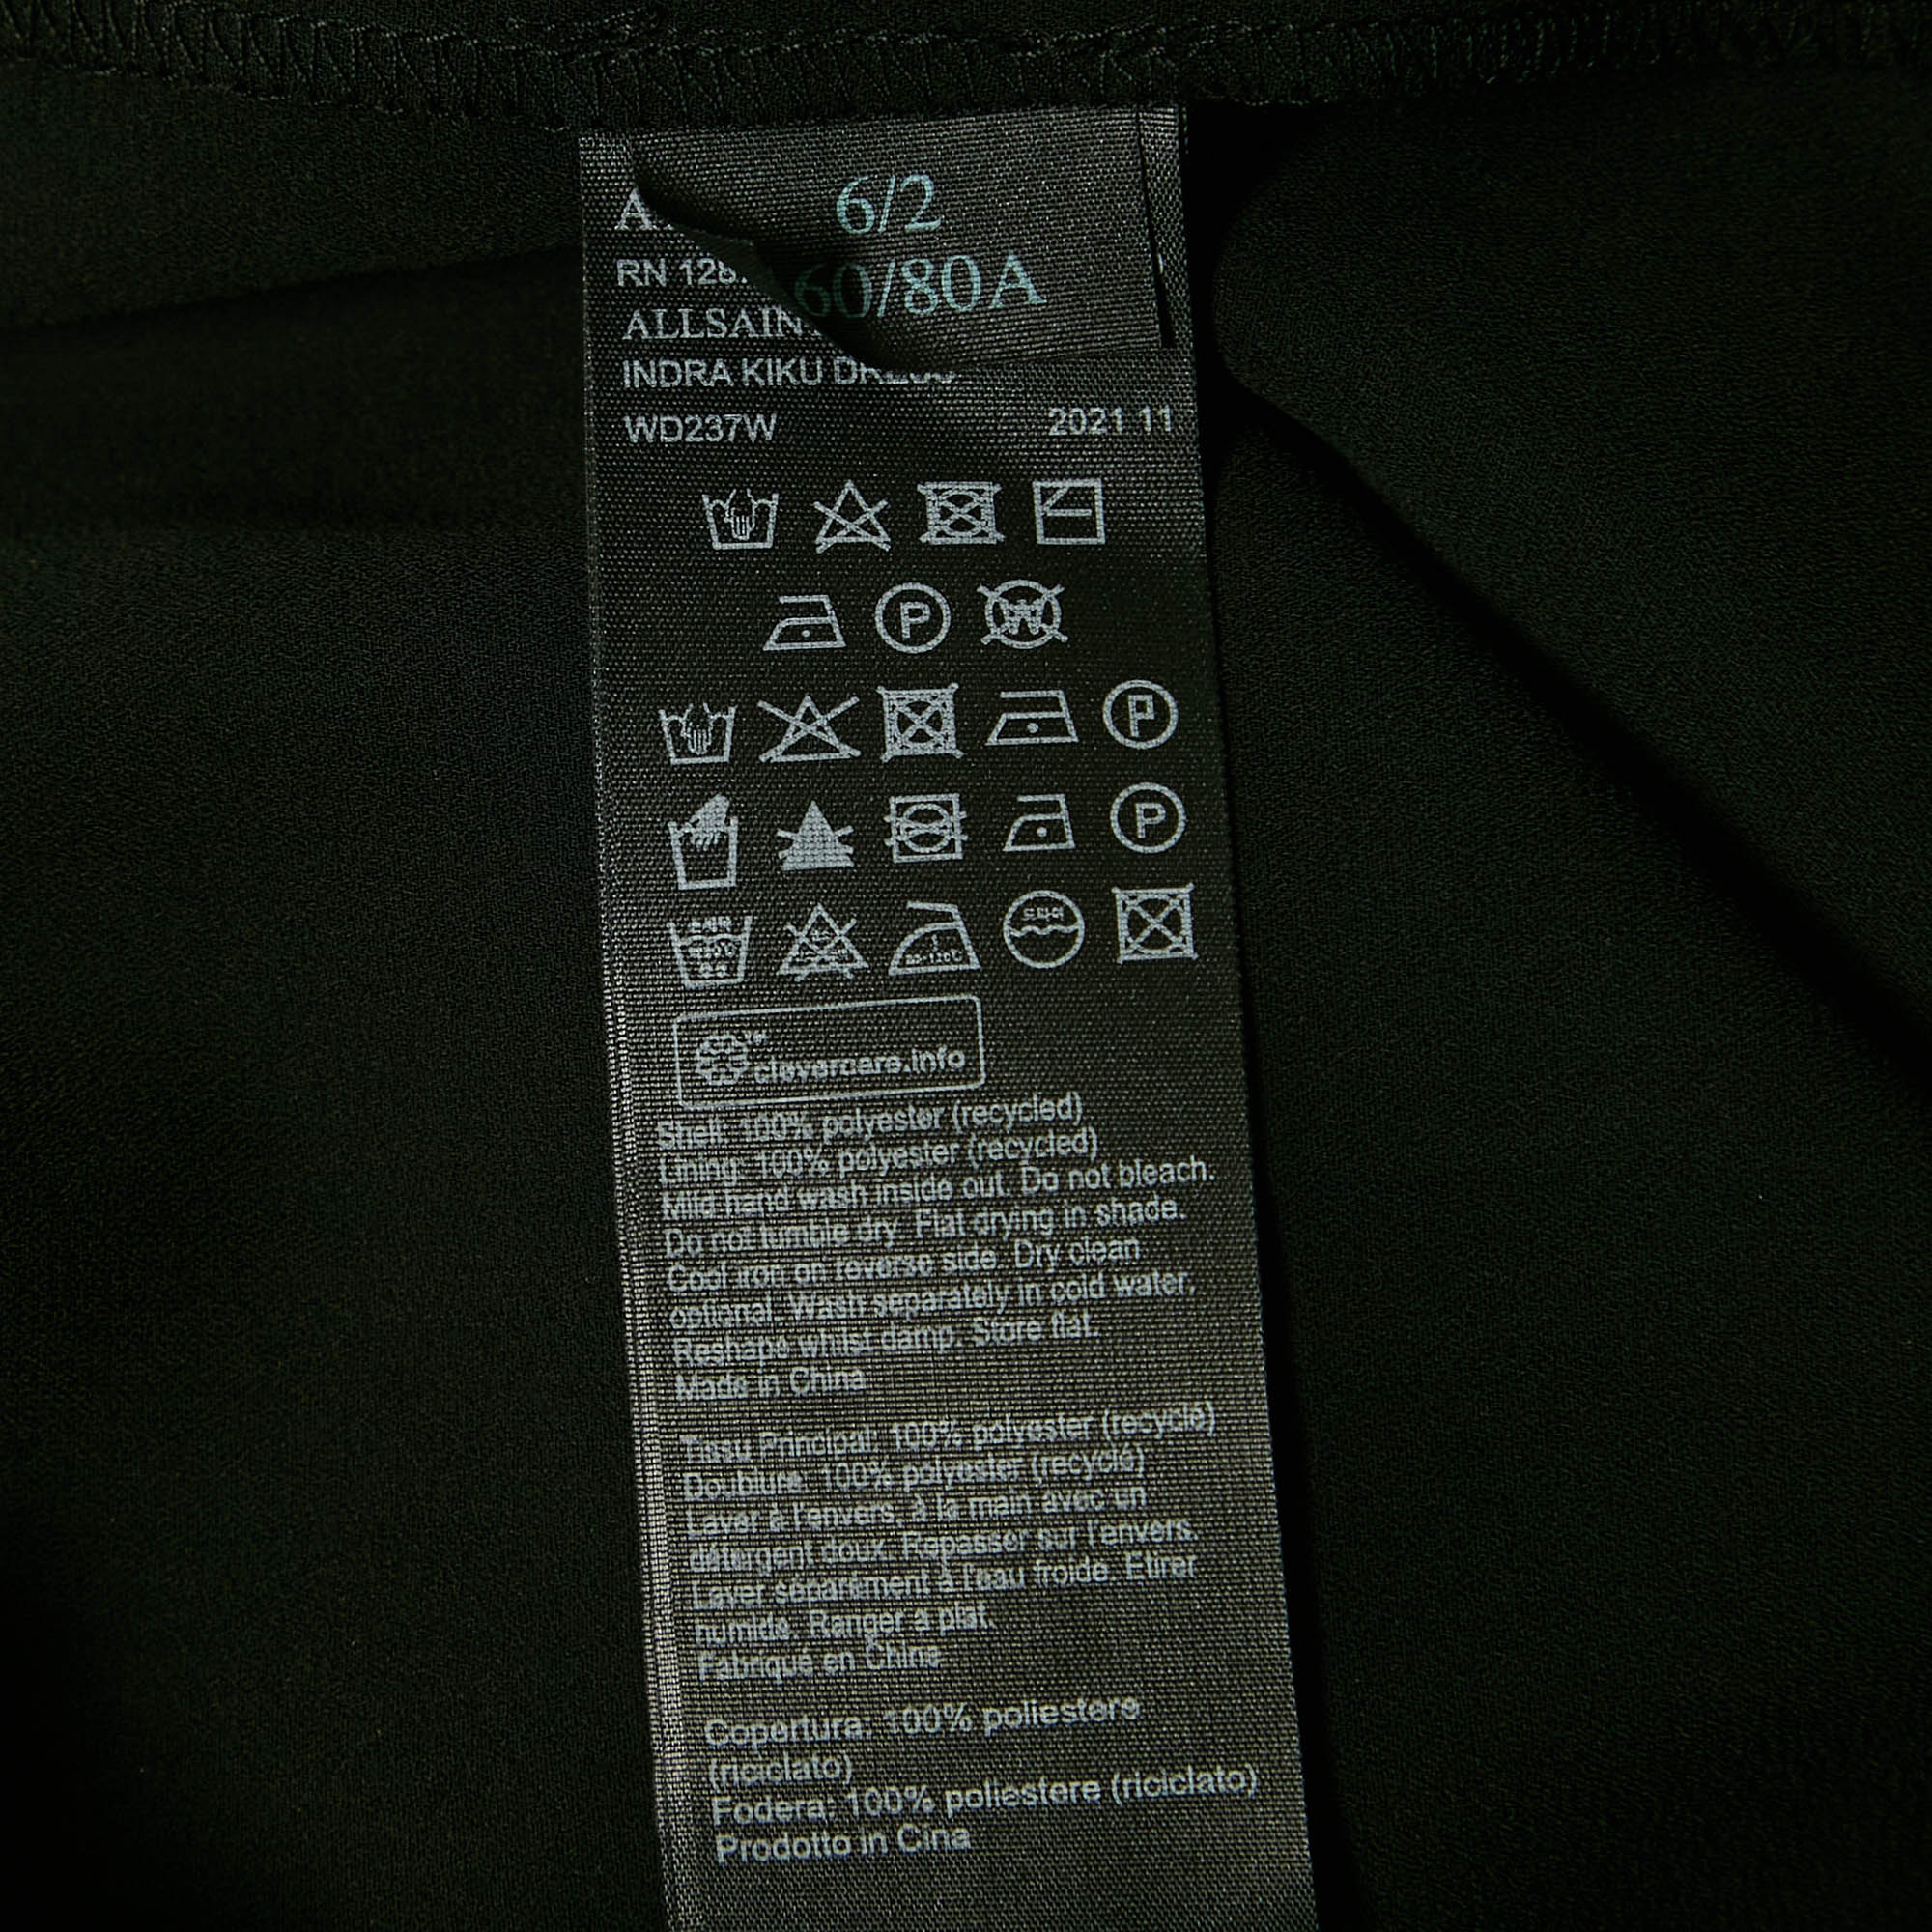 6/2
60/80A
RN 128
ALLSAIN
INDRA KIKU
WD237W 2021 11
P W
P
P
드라이
clevercare.info
Shell: 100% polyester (recycled)
Lining: 100% polyester (recycled)
Mild hand wash inside out. Do not bleach.
Do not tumble dry. Flat drying in shade.
Cool iron on reverse side. Dry clean
optional. Wash separately in cold water.
Reshape whilst damp. Store flat.
Made in China
Tissu Principal: 100% polyester (recyclé)
Doublure: 100% polyester (recyclé)
Laver à l'envers, à la main avec un
détergent doux. Repasser sur l'envers.
Laver séparément à l'eau froide. Etirer
humide. Ranger à plat.
Fabriqué en Chine
Copertura: 100% poliestere
(riciclato)
Fodera: 100% poliestere (riciclato)
Prodotto in Cina